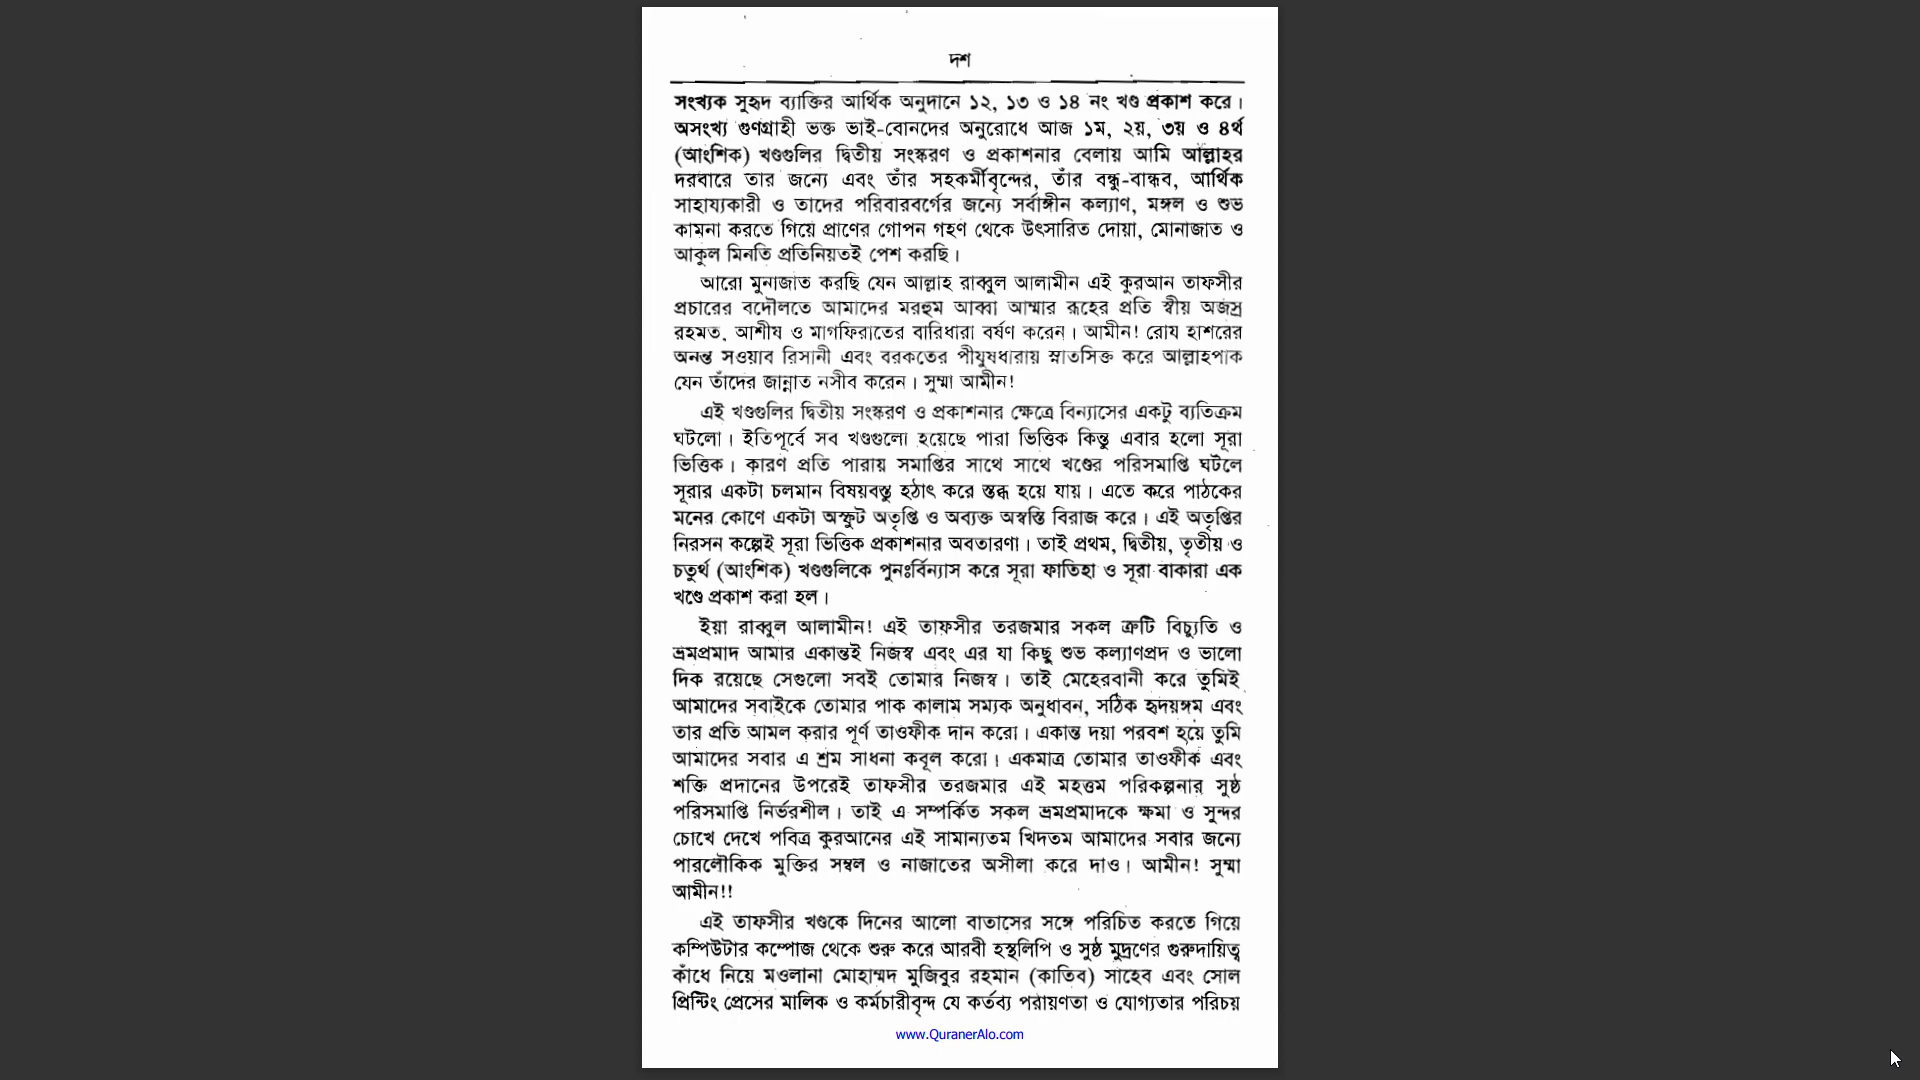 দশ
সংখ্যক সুহৃদ ব্যাক্তির আর্থিক অনুদানে ১২, ১৩ ও ১৪ নং খণ্ড প্রকাশ করে।
অসংখ্য গুণগ্রাহী ভক্ত ভাই-বোনদের অনুরোধে আজ ১ম, ২য়, ৩য় ও ৪র্থ
(আংশিক) খণ্ডগুলির দ্বিতীয় সংস্করণ ও প্রকাশনার বেলায় আমি আল্লাহর
দরবারে তার জন্যে এবং তাঁর সহকর্মীবৃন্দের, তাঁর বন্ধু-বান্ধব, আর্থিক
সাহায্যকারী ও তাদের পরিবারবর্গের জন্যে সর্বাঙ্গীন কল্যাণ, মঙ্গল ও শুভ
কামনা করতে গিয়ে প্রাণের গোপন গহণ থেকে উৎসারিত দোয়া, মোনাজাত ও
আকুল মিনতি প্রতিনিয়তই পেশ করছি।
আরো মুনাজাত করছি যেন আল্লাহ রাব্বুল আলামীন এই কুরআন তাফসীর
প্রচারের বদৌলতে আমাদের মরহুম আব্বা আম্মার রূহের প্রতি স্বীয় অজস্র
রহমত, আশীষ ও মাগফিরাতের বারিধারা বর্ষণ করেন। আমীন! রোয হাশরের
অনন্ত সওয়াব রিসানী এবং বরকতের পীযুষধারায় স্নাতসিক্ত করে আল্লাহপাক
যেন তাঁদের জান্নাত নসীব করেন। সুম্মা আমীন!
এই খণ্ডগুলির দ্বিতীয় সংস্করণ ও প্রকাশনার ক্ষেত্রে বিন্যাসের একটু ব্যতিক্রম
ঘটলো। ইতিপূর্বে সব খণ্ডগুলো হয়েছে পারা ভিত্তিক কিন্তু এবার হলো সূরা
ভিত্তিক। কারণ প্রতি পারায় সমাপ্তির সাথে সাথে খণ্ডের পরিসমাপ্তি ঘটলে
সূরার একটা চলমান বিষয়বস্তু হঠাৎ করে স্তব্ধ হয়ে যায়। এতে করে পাঠকের
মনের কোণে একটা অস্ফুট অতৃপ্তি ও অব্যক্ত অস্বস্তি বিরাজ করে। এই অতৃপ্তির
নিরসন কল্পেই সূরা ভিত্তিক প্রকাশনার অবতারণা। তাই প্রথম, দ্বিতীয়, তৃতীয় ও
চতুর্থ (আংশিক) খণ্ডগুলিকে পুনঃর্বিন্যাস করে সূরা ফাতিহা ও সূরা বাকারা এক
খণ্ডে প্রকাশ করা হল।
ইয়া রাব্বুল আলামীন! এই তাফসীর তরজমার সকল ত্রুটি বিচ্যুতি ও
ভ্রমপ্রমাদ আমার একান্তই নিজস্ব এবং এর যা কিছু শুভ কল্যাণপ্রদ ও ভালো
দিক রয়েছে সেগুলো সবই তোমার নিজস্ব। তাই মেহেরবানী করে তুমিই
আমাদের সবাইকে তোমার পাক কালাম সম্যক অনুধাবন, সঠিক হৃদয়ঙ্গম এবং
তার প্রতি আমল করার পূর্ণ তাওফীক দান করো। একান্ত দয়া পরবশ হয়ে তুমি
আমাদের সবার এ শ্রম সাধনা কবূল করো। একমাত্র তোমার তাওফীক এবং
শক্তি প্রদানের উপরেই তাফসীর তরজমার এই মহত্তম পরিকল্পনার সুষ্ঠ
পরিসমাপ্তি নির্ভরশীল। তাই এ সম্পর্কিত সকল ভ্রমপ্রমাদকে ক্ষমা ও সুন্দর
চোখে দেখে পবিত্র কুরআনের এই সামান্যতম খিদতম আমাদের সবার জন্যে
পারলৌকিক মুক্তির সম্বল ও নাজাতের অসীলা করে দাও। আমীন! সুম্মা
আমীন!!
এই তাফসীর খণ্ডকে দিনের আলো বাতাসের সঙ্গে পরিচিত করতে গিয়ে
কম্পিউটার কম্পোজ থেকে শুরু করে আরবী হস্থলিপি ও সুষ্ঠ মুদ্রণের গুরুদায়িত্ব
কাঁধে নিয়ে মওলানা মোহাম্মদ মুজিবুর রহমান (কাতিব) সাহেব এবং সোল
প্রিন্টিং প্রেসের মালিক ও কর্মচারীবৃন্দ যে কর্তব্য পরায়ণতা ও যোগ্যতার পরিচয়
www.QuranerAlo.com